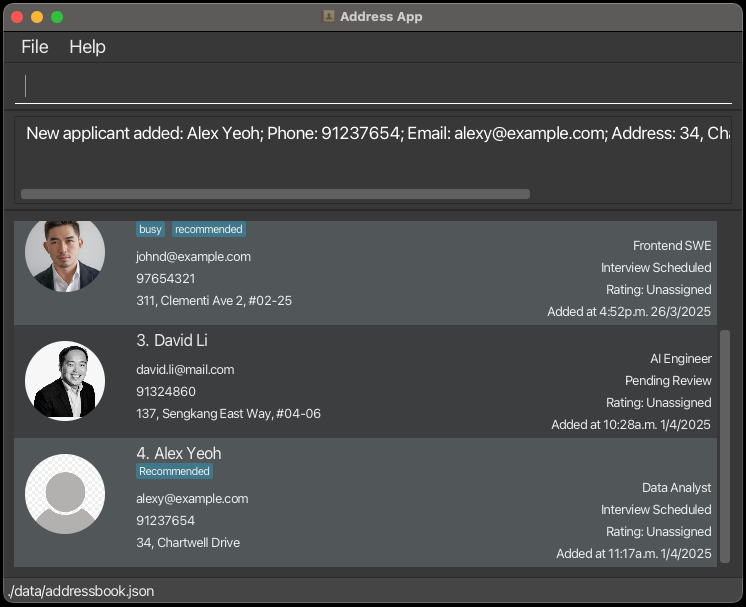 Address App
File Help
New applicant added: Alex Yeoh; Phone: 91237654; Email: alexy@example.com; Address: 34,
busy recommended
johnd@example.com
97654321
311, Clementi Ave 2, #02-25
Frontend SWE
Interview Scheduled
Rating: Unassigned
Added at 4:52p.m. 26/3/2025
3. David Li
david.li@mail.com
91324860
137, Sengkang East Way, #04-06
AI Engineer
Pending Review
Rating: Unassigned
Added at 10:28a.m. 1/4/2025
4. Alex Yeoh
Recommended
alexy@example.com
91237654
34, Chartwell Drive
Data Analyst
Interview Scheduled
Rating: Unassigned
Added at 11:17a.m. 1/4/2025
./data/addressbook.json